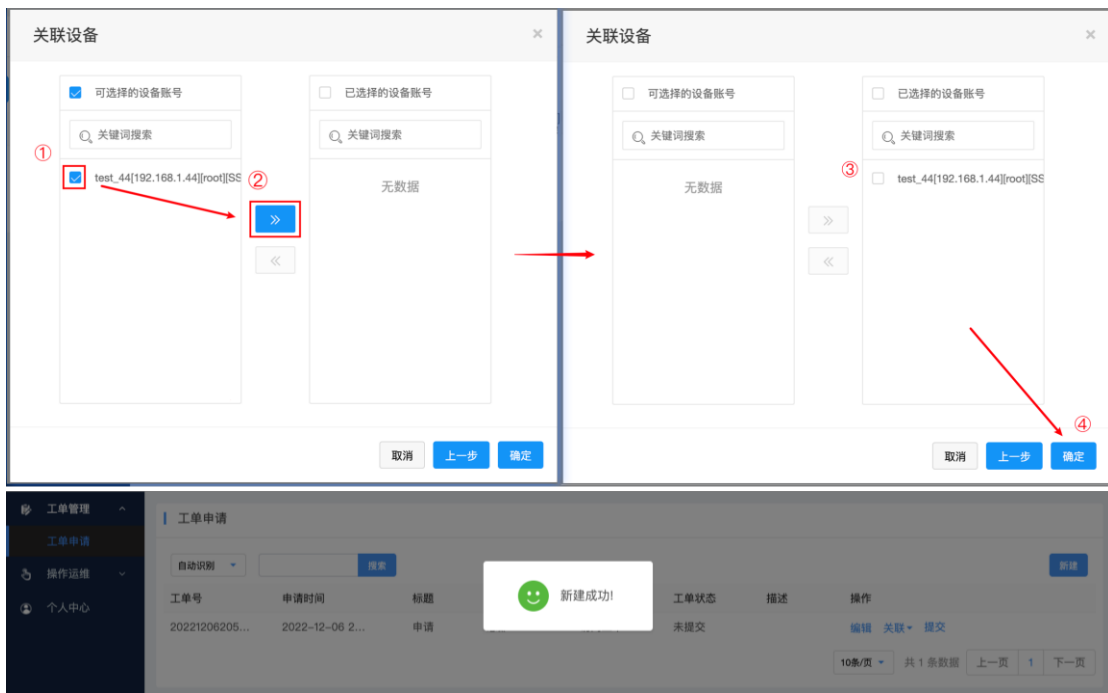 关联设备 ×
可选择的设备账号
关键词搜索
① test_44[192.168.1.44][root][SS
②
已选择的设备账号
关键词搜索
无数据
取消 上一步 确定
关联设备 ×
可选择的设备账号
关键词搜索
无数据
已选择的设备账号
关键词搜索
③ test_44[192.168.1.44][root][SS
④
取消 上一步 确定
工单管理
工单申请
操作运维
个人中心
工单申请
自动识别 搜索 新建
工单号 申请时间 标题 工单状态 描述 操作
20221206205... 2022-12-06 2... 申请 未提交 编辑 关联 提交
新建成功!
10条/页 共 1 条数据 上一页 1 下一页